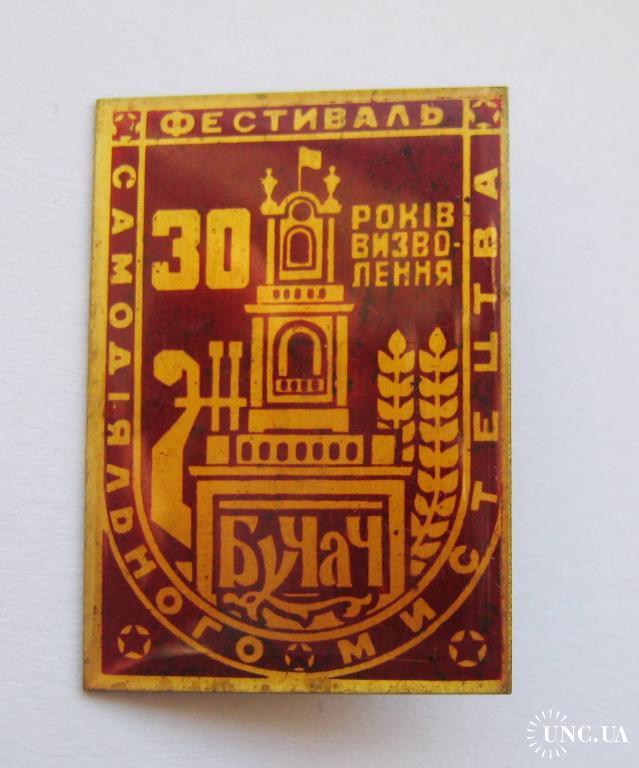 ФЕСТИВАЛЬ
САМОДІЯЛЬНОГО МИСТЕЦТВА
30
РОКІВ
ВИЗВО-
ЛЕННЯ
БУЧАЧ
UNC.UA